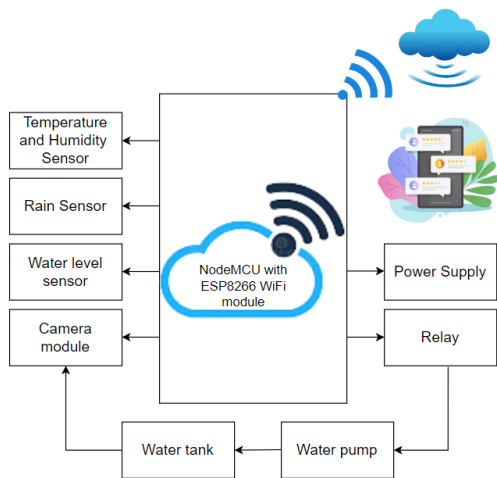 Temperature
and Humidity
Sensor
Rain Sensor
Water level
sensor
Camera
module
NodeMCU with
ESP8266 WiFi
module
Power Supply
Relay
Water tank
Water pump